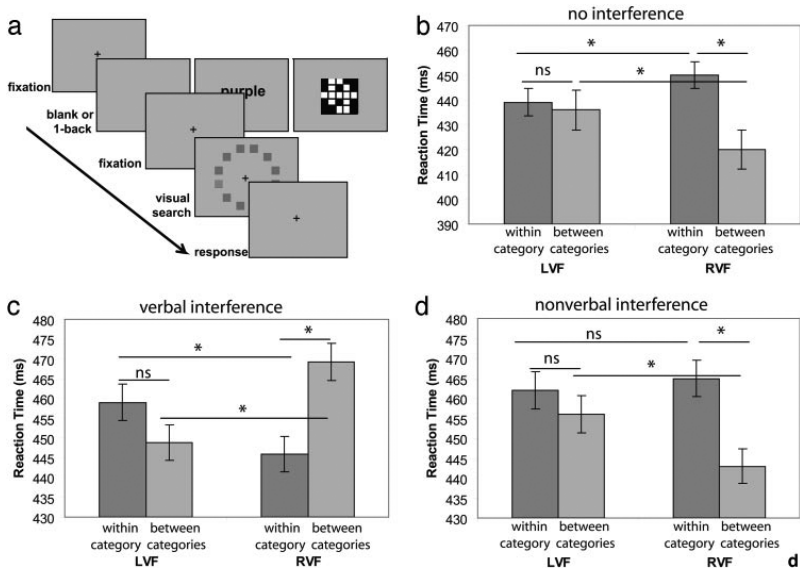 a
fixation
blank or
1-back
purple
fixation
visual
search
response
b
no interference
Reaction Time (ms)
470
460
450
440
430
420
410
400
390
*
*
ns
*
within
category
between
categories
within
category
between
categories
LVF
RVF
c
verbal interference
Reaction Time (ms)
480
475
470
465
460
455
450
445
440
435
430
*
*
ns
*
within
category
between
categories
within
category
between
categories
LVF
RVF
d
nonverbal interference
Reaction Time (ms)
480
475
470
465
460
455
450
445
440
435
430
ns
*
ns
*
within
category
between
categories
within
category
between
categories
LVF
RVF
d